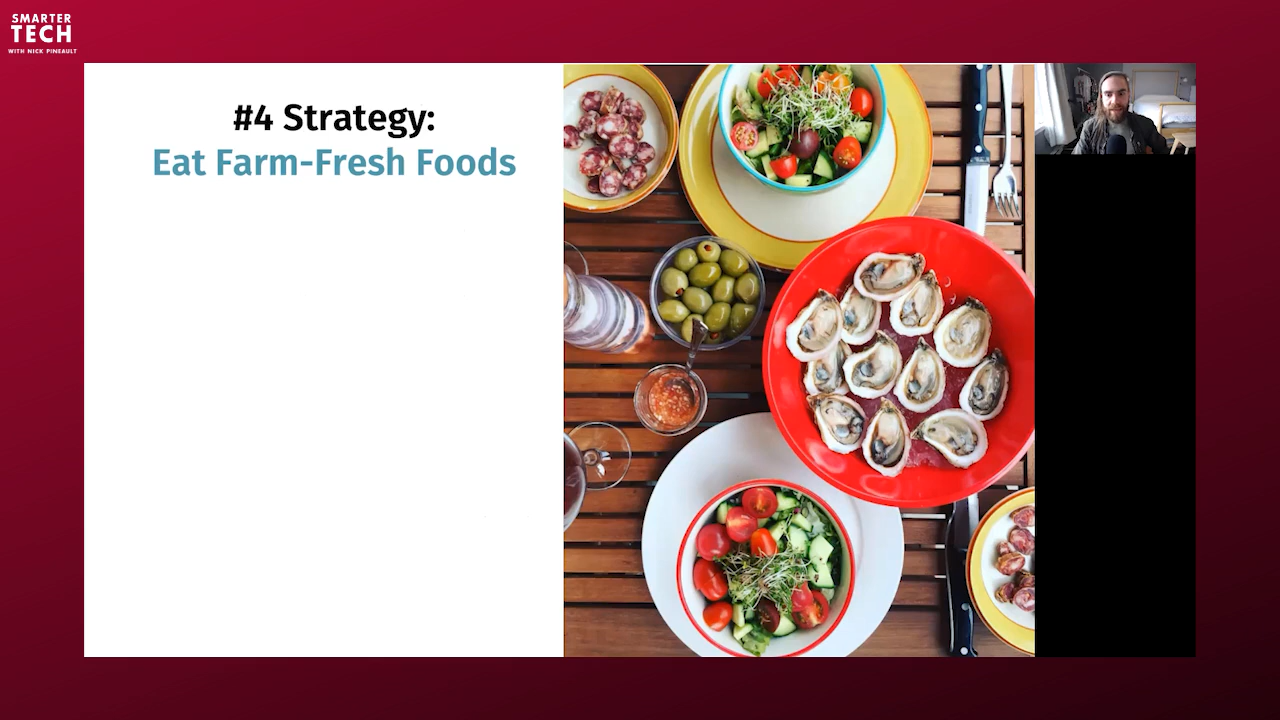 SMARTER
TECH
WITH NICK PINEAULT
#4 Strategy:
Eat Farm-Fresh Foods